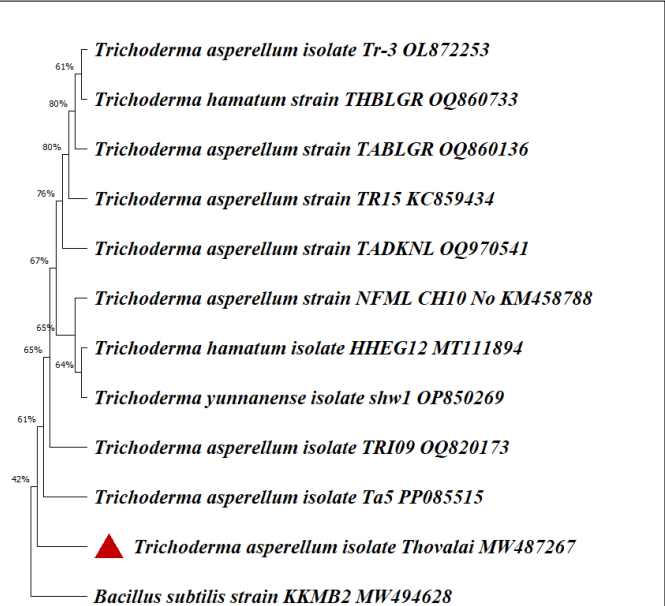 Trichoderma asperellum isolate Tr-3 OL872253
61%
Trichoderma hamatum strain THBLGR OQ860733
80%
Trichoderma asperellum strain TABLGR OQ860136
80%
Trichoderma asperellum strain TR15 KC859434
76%
Trichoderma asperellum strain TADKNL OQ970541
67%
Trichoderma asperellum strain NFML CH10 No KM458788
65%
Trichoderma hamatum isolate HHEG12 MT111894
65%
64%
Trichoderma yunnanense isolate shw1 OP850269
61%
Trichoderma asperellum isolate TRI09 OQ820173
42%
Trichoderma asperellum isolate Ta5 PP085515
Trichoderma asperellum isolate Thovalai MW487267
Bacillus subtilis strain KKMB2 MW494628